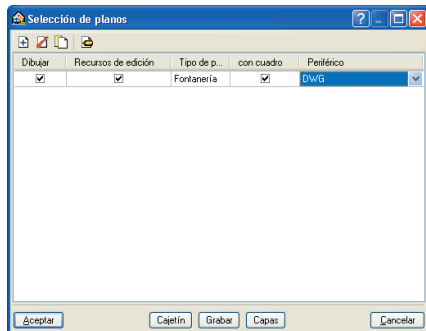 Selección de planos
Dibujar Recursos de edición Tipo de p... con cuadro Periférico
Fontanería DWG
Aceptar Cajetín Grabar Capas Cancelar